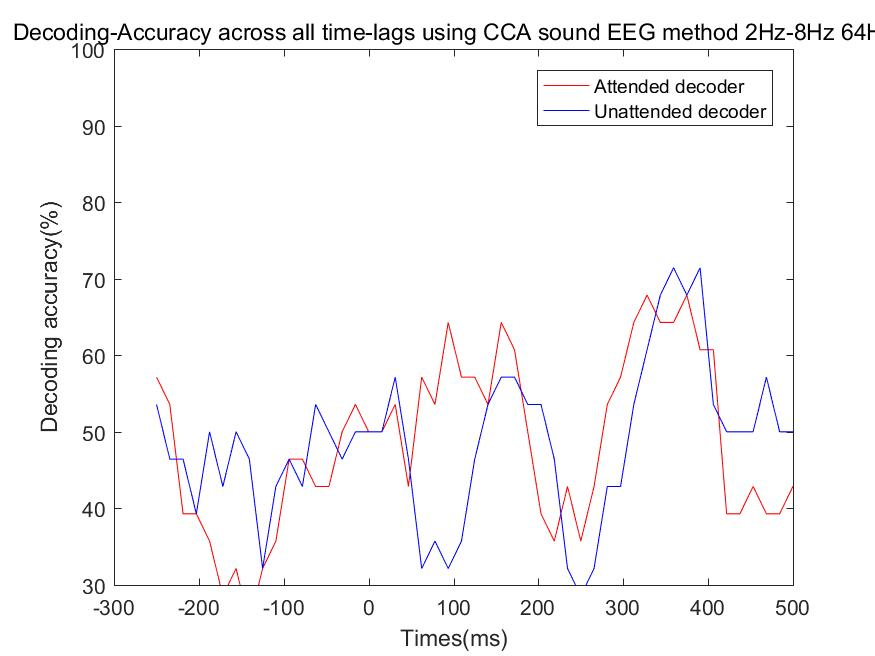 Decoding-Accuracy across all time-lags using CCA sound EEG method 2Hz-8Hz 64H
Attended decoder
Unattended decoder
Decoding accuracy(%)
100
90
80
70
60
50
40
30
-300 -200 -100 0 100 200 300 400 500
Times(ms)